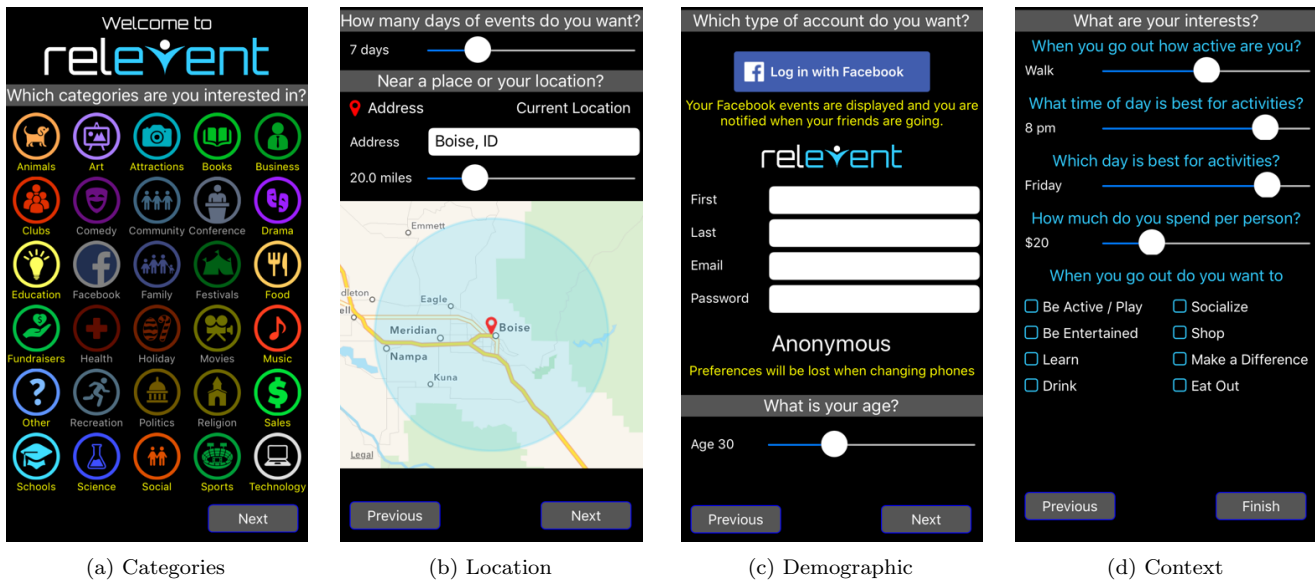 Welcome to
relevent
Which categories are you interested in?
Animals Art Attractions Books Business
Clubs Comedy Community Conference Drama
Education Facebook Family Festivals Food
Fundraisers Health Holiday Movies Music
Other Recreation Politics Religion Sales
Schools Science Social Sports Technology
Next
(a) Categories
How many days of events do you want?
7 days
Near a place or your location?
Address Current Location
Address Boise, ID
20.0 miles
Emmett
Eagle
Meridian Boise
Nampa
Kuna
Legal
Previous Next
(b) Location
Which type of account do you want?
f Log in with Facebook
Your Facebook events are displayed and you are
notified when your friends are going.
relevent
First
Last
Email
Password
Anonymous
Preferences will be lost when changing phones
What is your age?
Age 30
Previous Next
(c) Demographic
What are your interests?
When you go out how active are you?
Walk
What time of day is best for activities?
8 pm
Which day is best for activities?
Friday
How much do you spend per person?
$20
When you go out do you want to
Be Active / Play Socialize
Be Entertained Shop
Learn Make a Difference
Drink Eat Out
Previous Finish
(d) Context